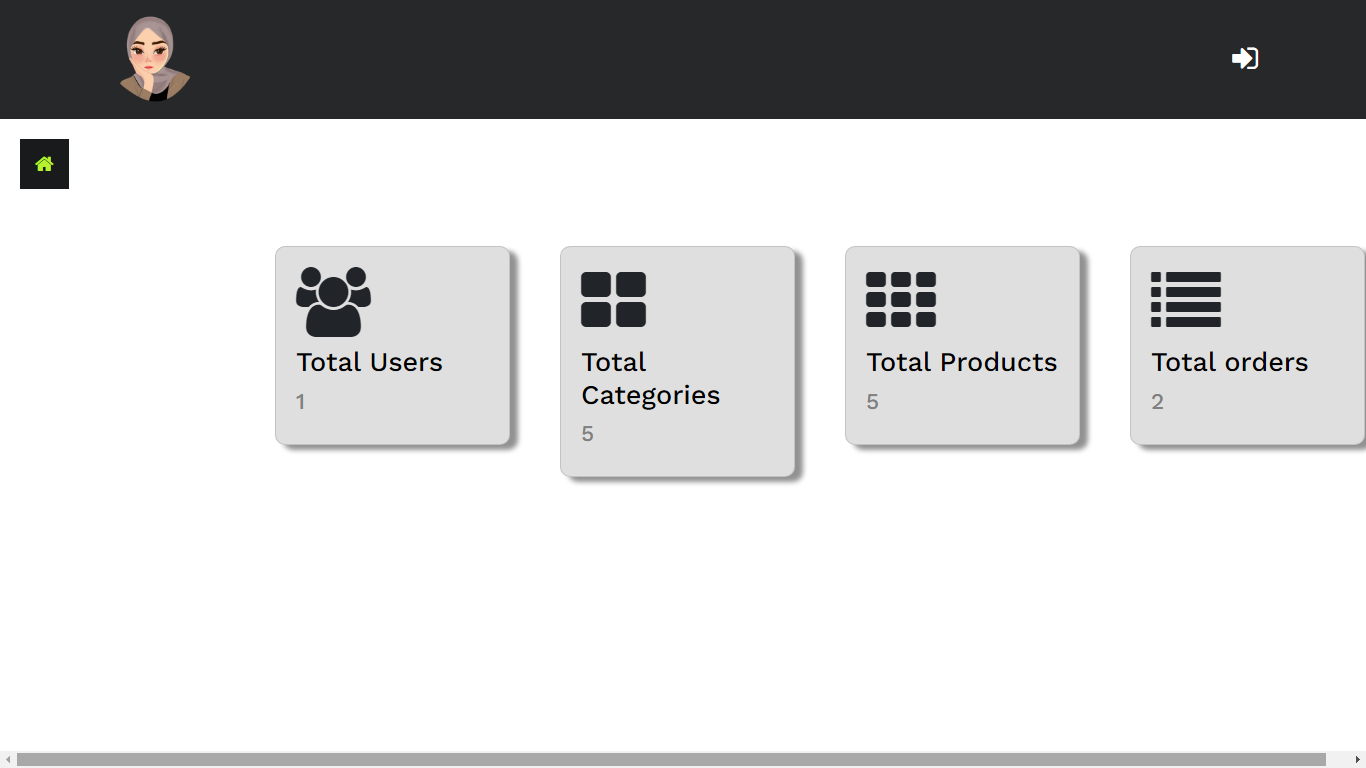 Total Users
1
Total
Categories
5
Total Products
5
Total orders
2